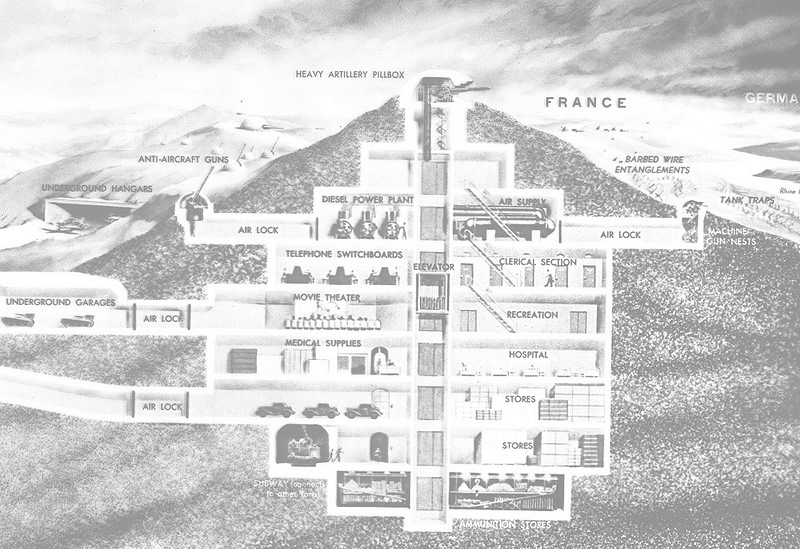 HEAVY ARTILLERY PILLBOX
FRANCE
GERMA
ANTI-AIRCRAFT GUNS
BARBED WIRE
ENTANGLEMENTS
UNDERGROUND HANGARS
Rhine
DIESEL POWER PLANT
AIR SUPPLY
TANK TRAPS
AIR LOCK
AIR LOCK
MACHINE-
GUN NESTS
TELEPHONE SWITCHBOARDS
ELEVATOR
CLERICAL SECTION
UNDERGROUND GARAGES
MOVIE THEATER
AIR LOCK
RECREATION
MEDICAL SUPPLIES
HOSPITAL
AIR LOCK
STORES
STORES
SUBWAY (connects
to other forts)
AMMUNITION STORES